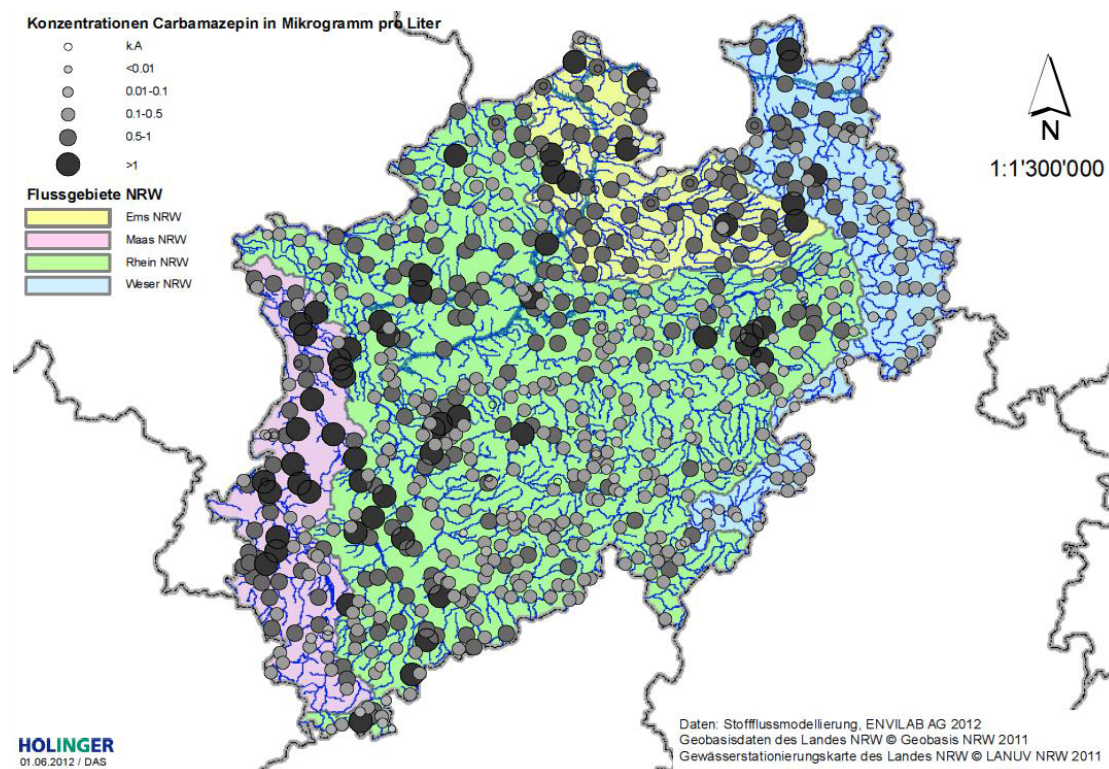 Konzentrationen Carbamazepin in Mikrogramm pro Liter
k.A
<0.01
0.01-0.1
0.1-0.5
0.5-1
>1
Flussgebiete NRW
Ems NRW
Maas NRW
Rhein NRW
Weser NRW
N
1:1'300'000
HOLINGER
01.06.2012 / DAS
Daten: Stoffflussmodellierung, ENVILAB AG 2012
Geobasisdaten des Landes NRW © Geobasis NRW 2011
Gewässerstationierungskarte des Landes NRW © LANUV NRW 2011